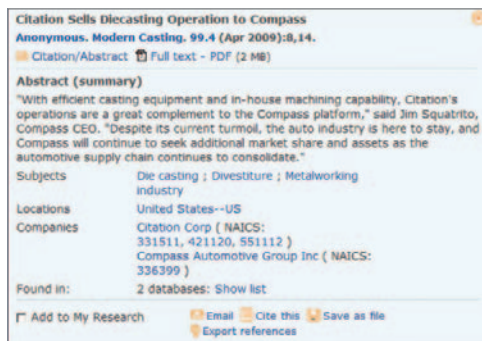 Citation Sells Diecasting Operation to Compass
Anonymous. Modern Casting. 99.4 (Apr 2009):8,14.
Citation/Abstract Full text - PDF (2 MB)
Abstract (summary)
"With efficient casting equipment and in-house machining capability, Citation's
operations are a great complement to the Compass platform," said Jim Squatrito,
Compass CEO. "Despite its current turmoil, the auto industry is here to stay, and
Compass will continue to seek additional market share and assets as the
automotive supply chain continues to consolidate."
Subjects Die casting ; Divestiture ; Metalworking
industry
Locations United States--US
Companies Citation Corp ( NAICS:
331511, 421120, 551112 )
Compass Automotive Group Inc ( NAICS:
336399 )
Found in: 2 databases: Show list
Add to My Research Email Cite this Save as file
Export references